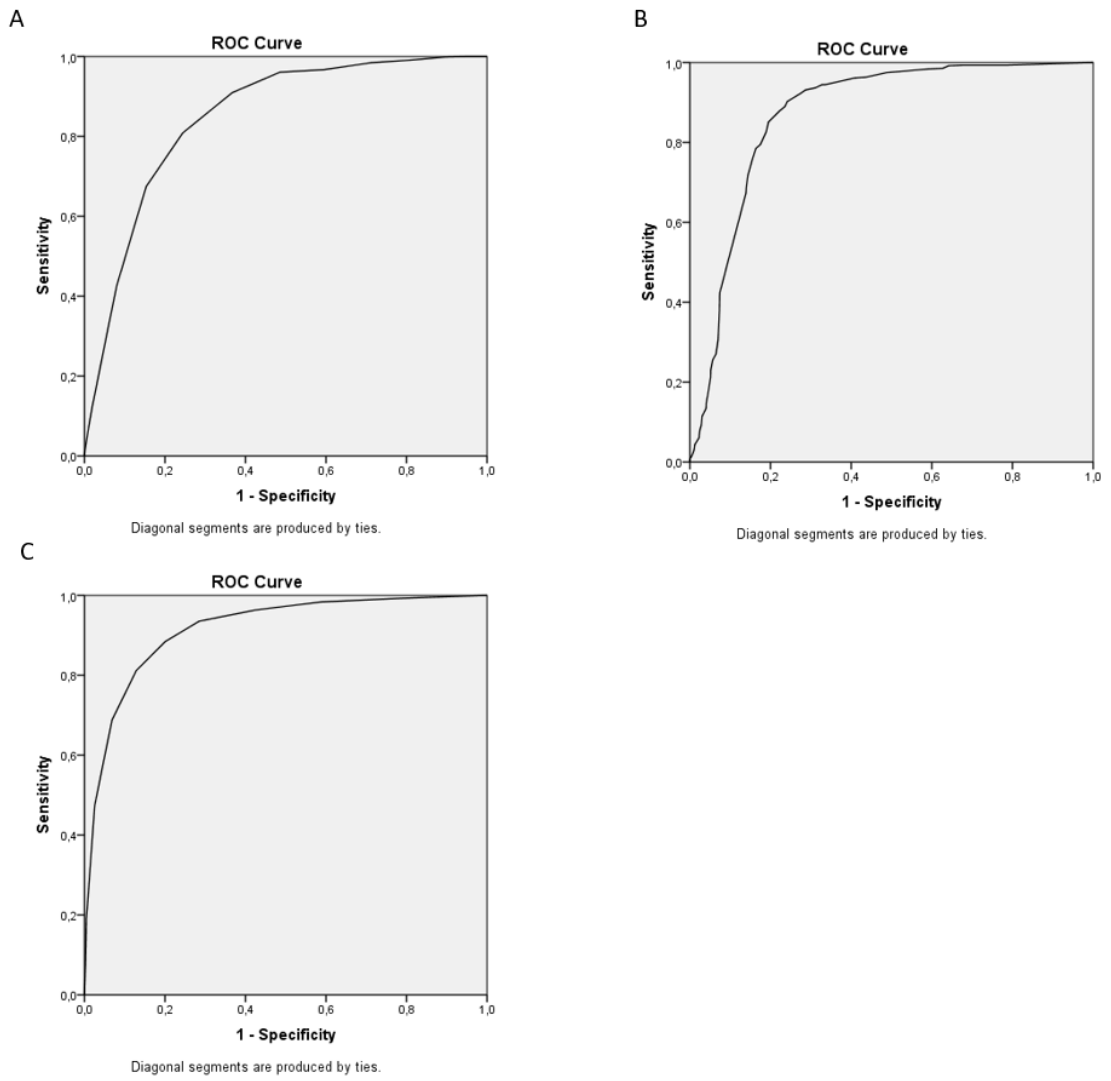 A
ROC Curve
1,0
0,8
0,6
0,4
0,2
0,0
Sensitivity
0,0 0,2 0,4 0,6 0,8 1,0
1 - Specificity
Diagonal segments are produced by ties.
B
ROC Curve
1,0
0,8
0,6
0,4
0,2
0,0
Sensitivity
0,0 0,2 0,4 0,6 0,8 1,0
1 - Specificity
Diagonal segments are produced by ties.
C
ROC Curve
1,0
0,8
0,6
0,4
0,2
0,0
Sensitivity
0,0 0,2 0,4 0,6 0,8 1,0
1 - Specificity
Diagonal segments are produced by ties.